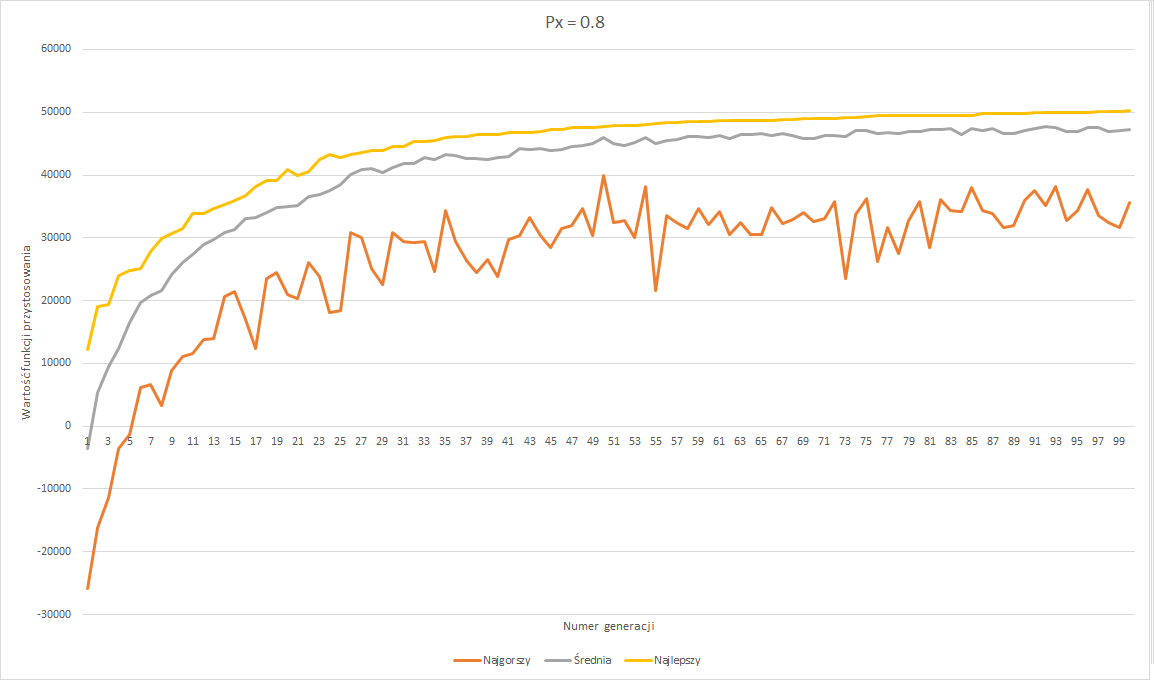 Px = 0.8
60000
50000
40000
30000
20000
10000
0
-10000
-20000
-30000
Wartość funkcji przystosowania
1 3 5 7 9 11 13 15 17 19 21 23 25 27 29 31 33 35 37 39 41 43 45 47 49 51 53 55 57 59 61 63 65 67 69 71 73 75 77 79 81 83 85 87 89 91 93 95 97 99
Numer generacji
Najgorszy Średnia Najlepszy